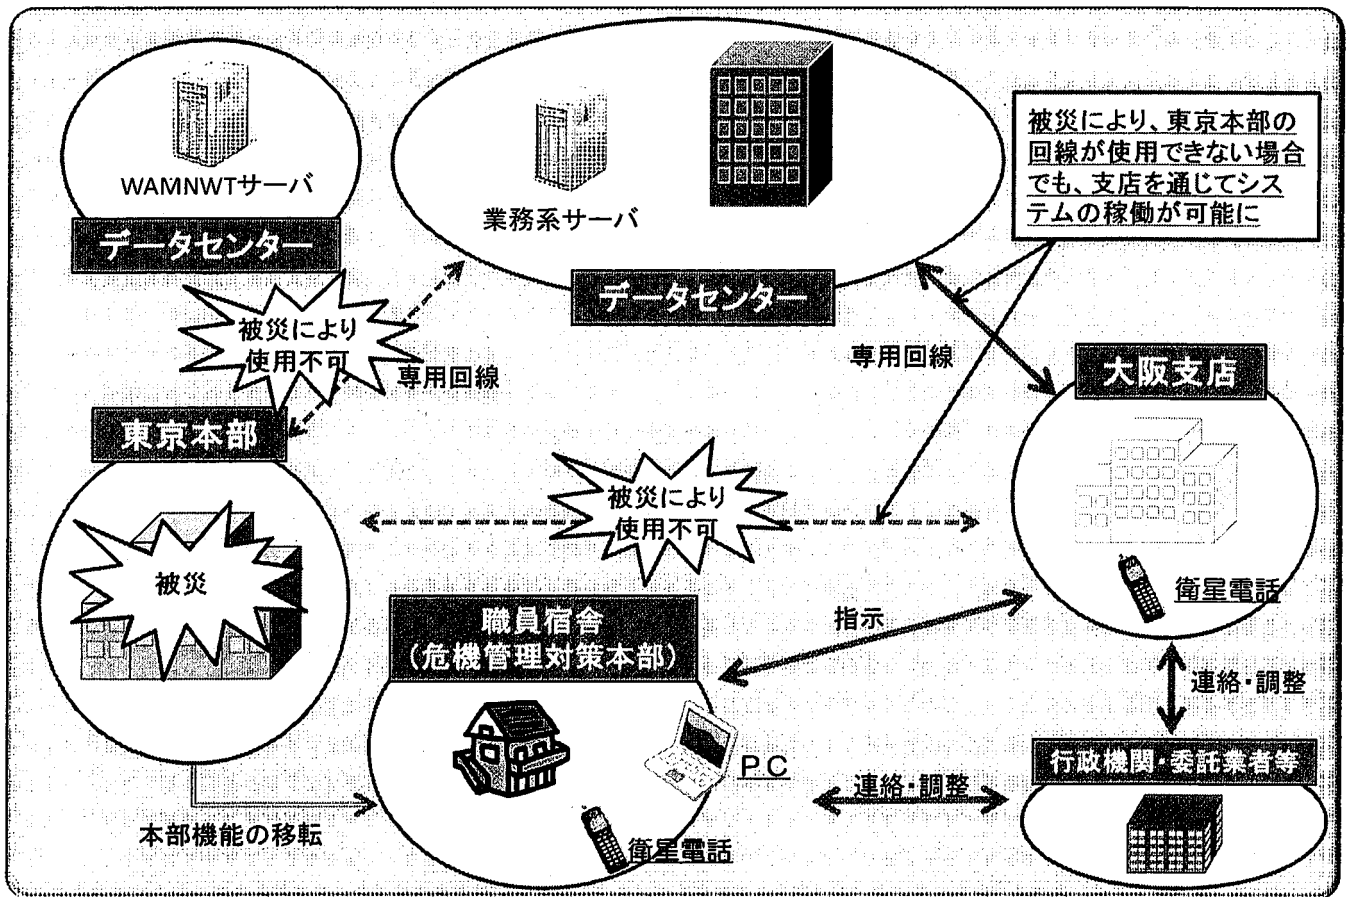 WAMNWTサーバ
データセンター
業務系サーバ
データセンター
被災により、東京本部の
回線が使用できない場合
でも、支店を通じてシス
テムの稼働が可能に
被災により
使用不可
専用回線
専用回線
大阪支店
東京本部
被災により
使用不可
被災
衛星電話
職員宿舎
(危機管理対策本部)
指示
連絡・調整
PC
行政機関・委託業者等
連絡・調整
本部機能の移転
衛星電話